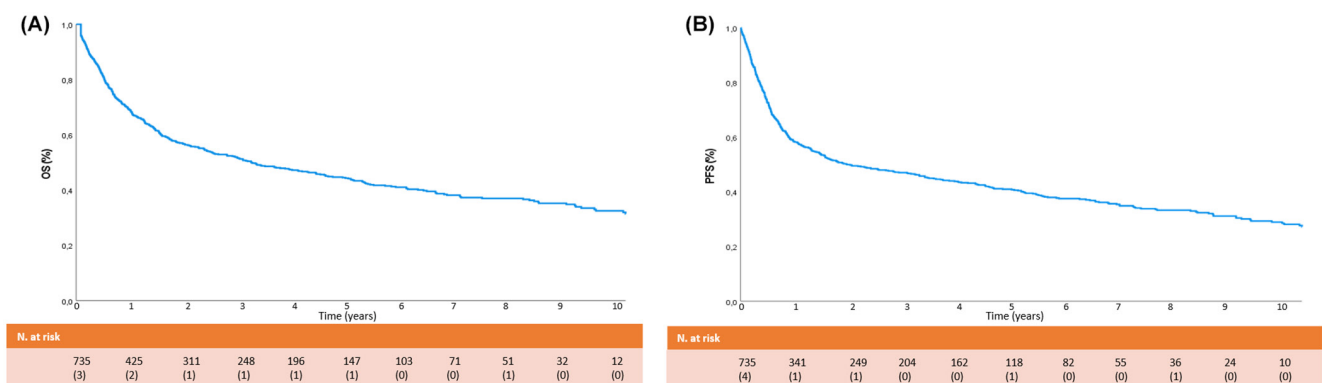 (A)
1,0
0,8
0,6
0,4
0,2
0,0
OS (%)
0 1 2 3 4 5 6 7 8 9 10
Time (years)
N. at risk
735 425 311 248 196 147 103 71 51 32 12
(3) (2) (1) (1) (1) (1) (0) (0) (1) (0) (0)
(B)
1,0
0,8
0,6
0,4
0,2
0,0
PFS (%)
0 1 2 3 4 5 6 7 8 9 10
Time (years)
N. at risk
735 341 249 204 162 118 82 55 36 24 10
(4) (1) (1) (0) (0) (0) (0) (0) (1) (0) (0)